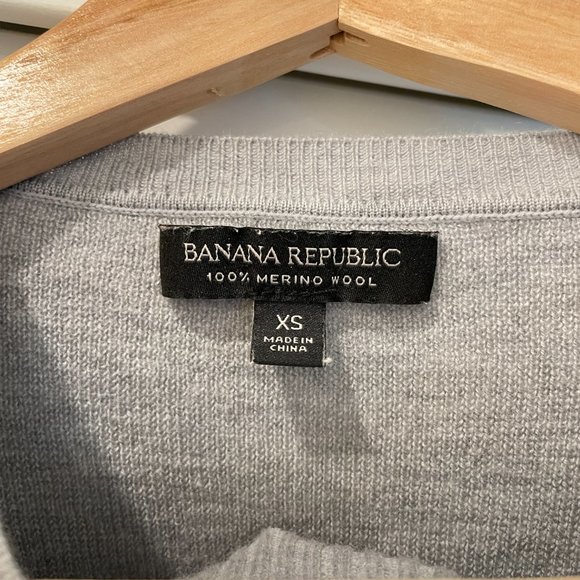 BANANA REPUBLIC
100% MERINO WOOL
XS
MADE IN
CHINA